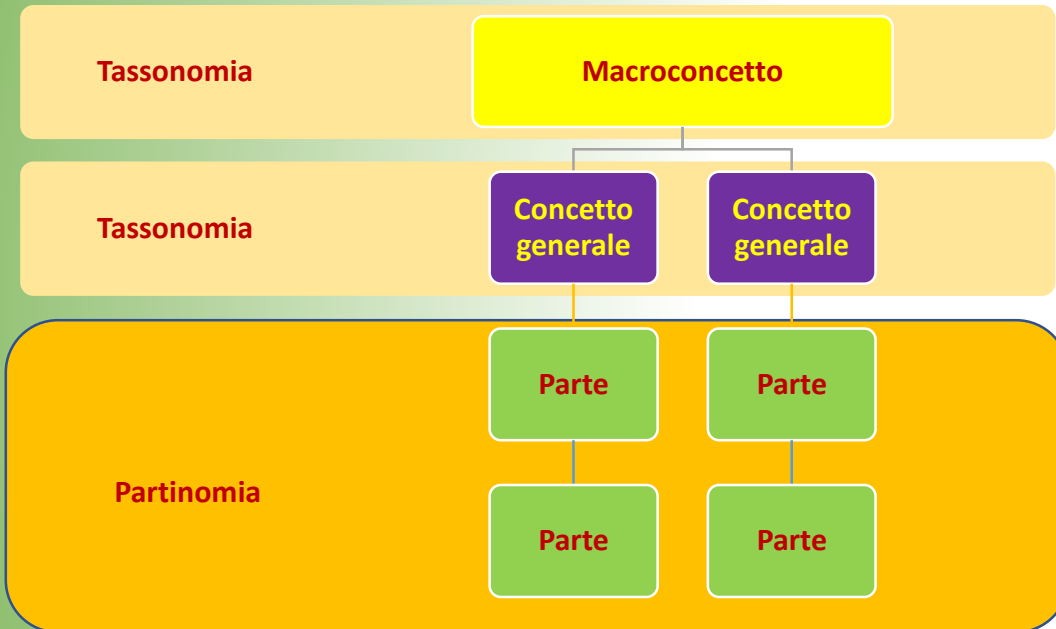 Tassonomia
Macroconcetto
Tassonomia
Concetto
generale
Concetto
generale
Parte
Parte
Partinomia
Parte
Parte